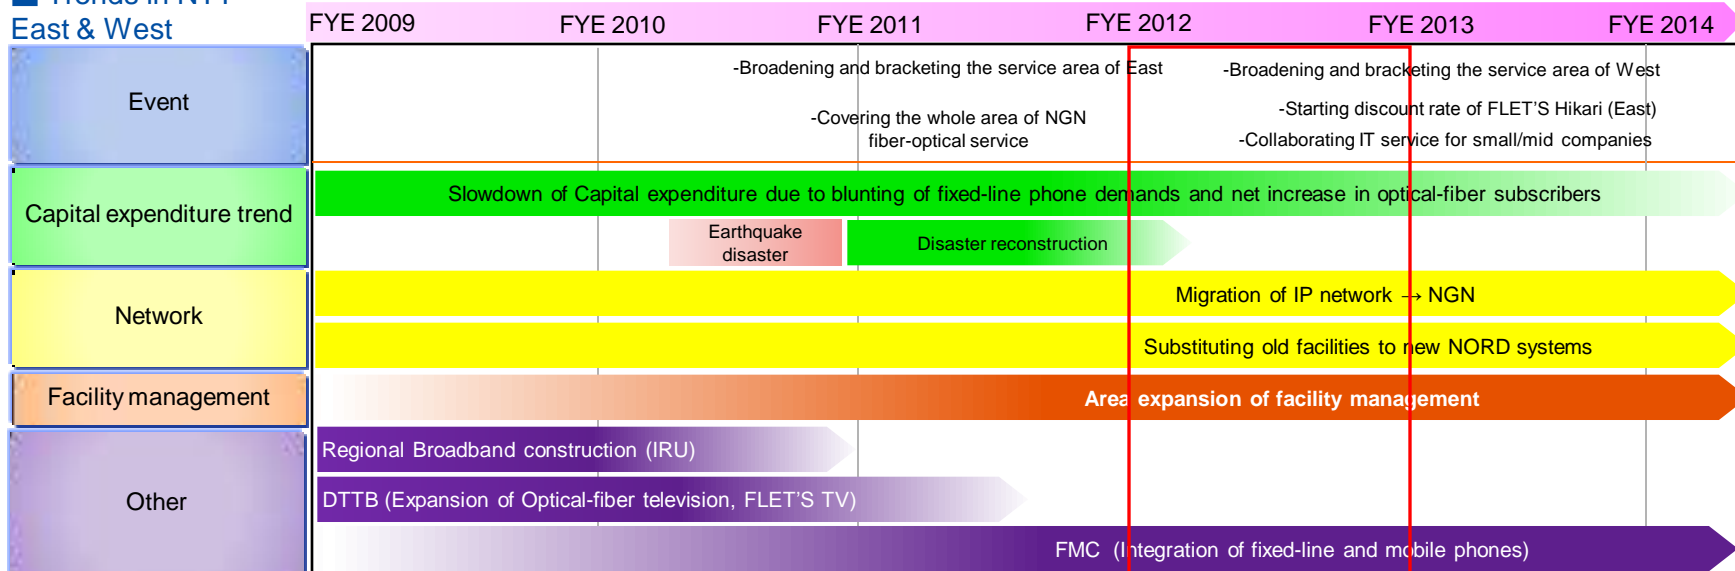 Trends in NTT
East & West
FYE 2009 FYE 2010 FYE 2011 FYE 2012 FYE 2013 FYE 2014
Event
-Broadening and bracketing the service area of East
-Broadening and bracketing the service area of West
-Covering the whole area of NGN
fiber-optical service
-Starting discount rate of FLET'S Hikari (East)
-Collaborating IT service for small/mid companies
Capital expenditure trend
Slowdown of Capital expenditure due to blunting of fixed-line phone demands and net increase in optical-fiber subscribers
Earthquake
disaster
Disaster reconstruction
Network
Migration of IP network → NGN
Substituting old facilities to new NORD systems
Facility management
Area expansion of facility management
Other
Regional Broadband construction (IRU)
DTTB (Expansion of Optical-fiber television, FLET'S TV)
FMC (Integration of fixed-line and mobile phones)